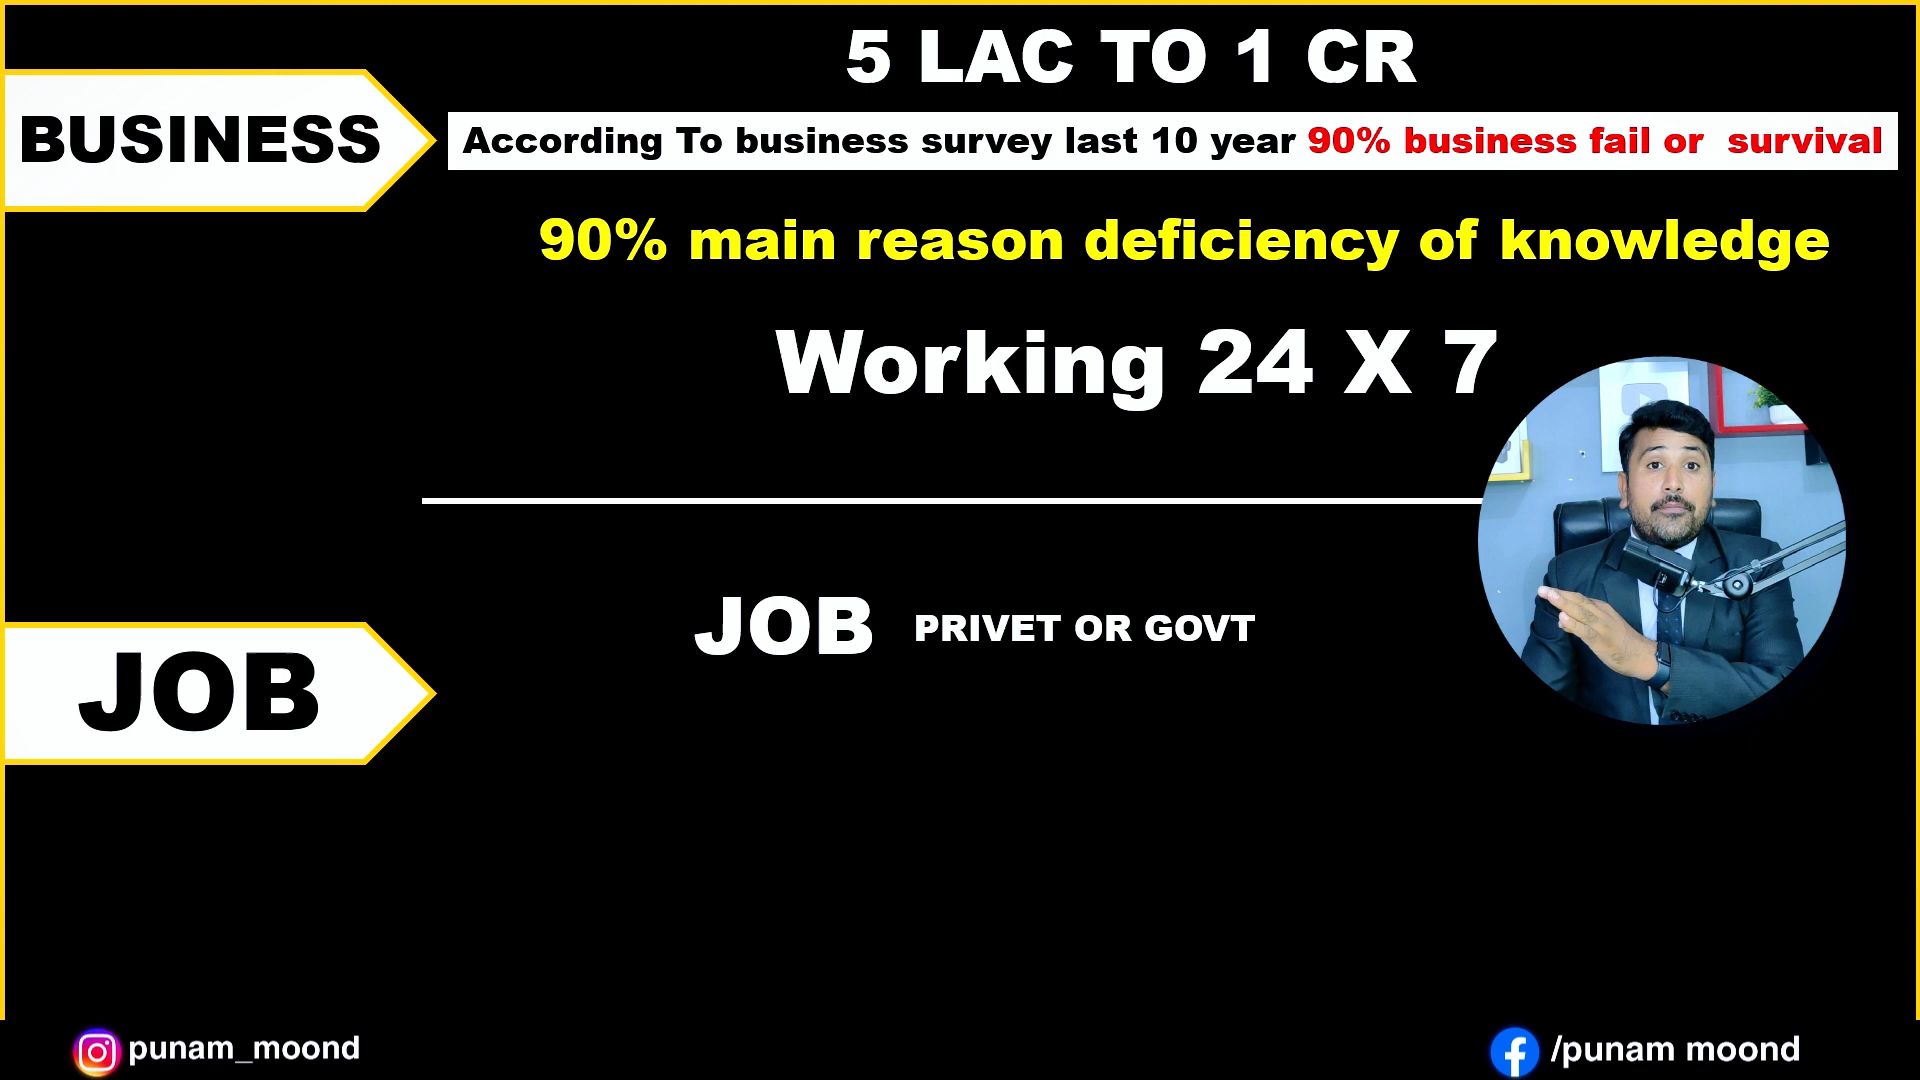 5 LAC TO 1 CR
BUSINESS
According To business survey last 10 year 90% business fail or  survival
90% main reason deficiency of knowledge
Working 24 X 7
JOB PRIVET OR GOVT
JOB
punam_moond
/punam moond